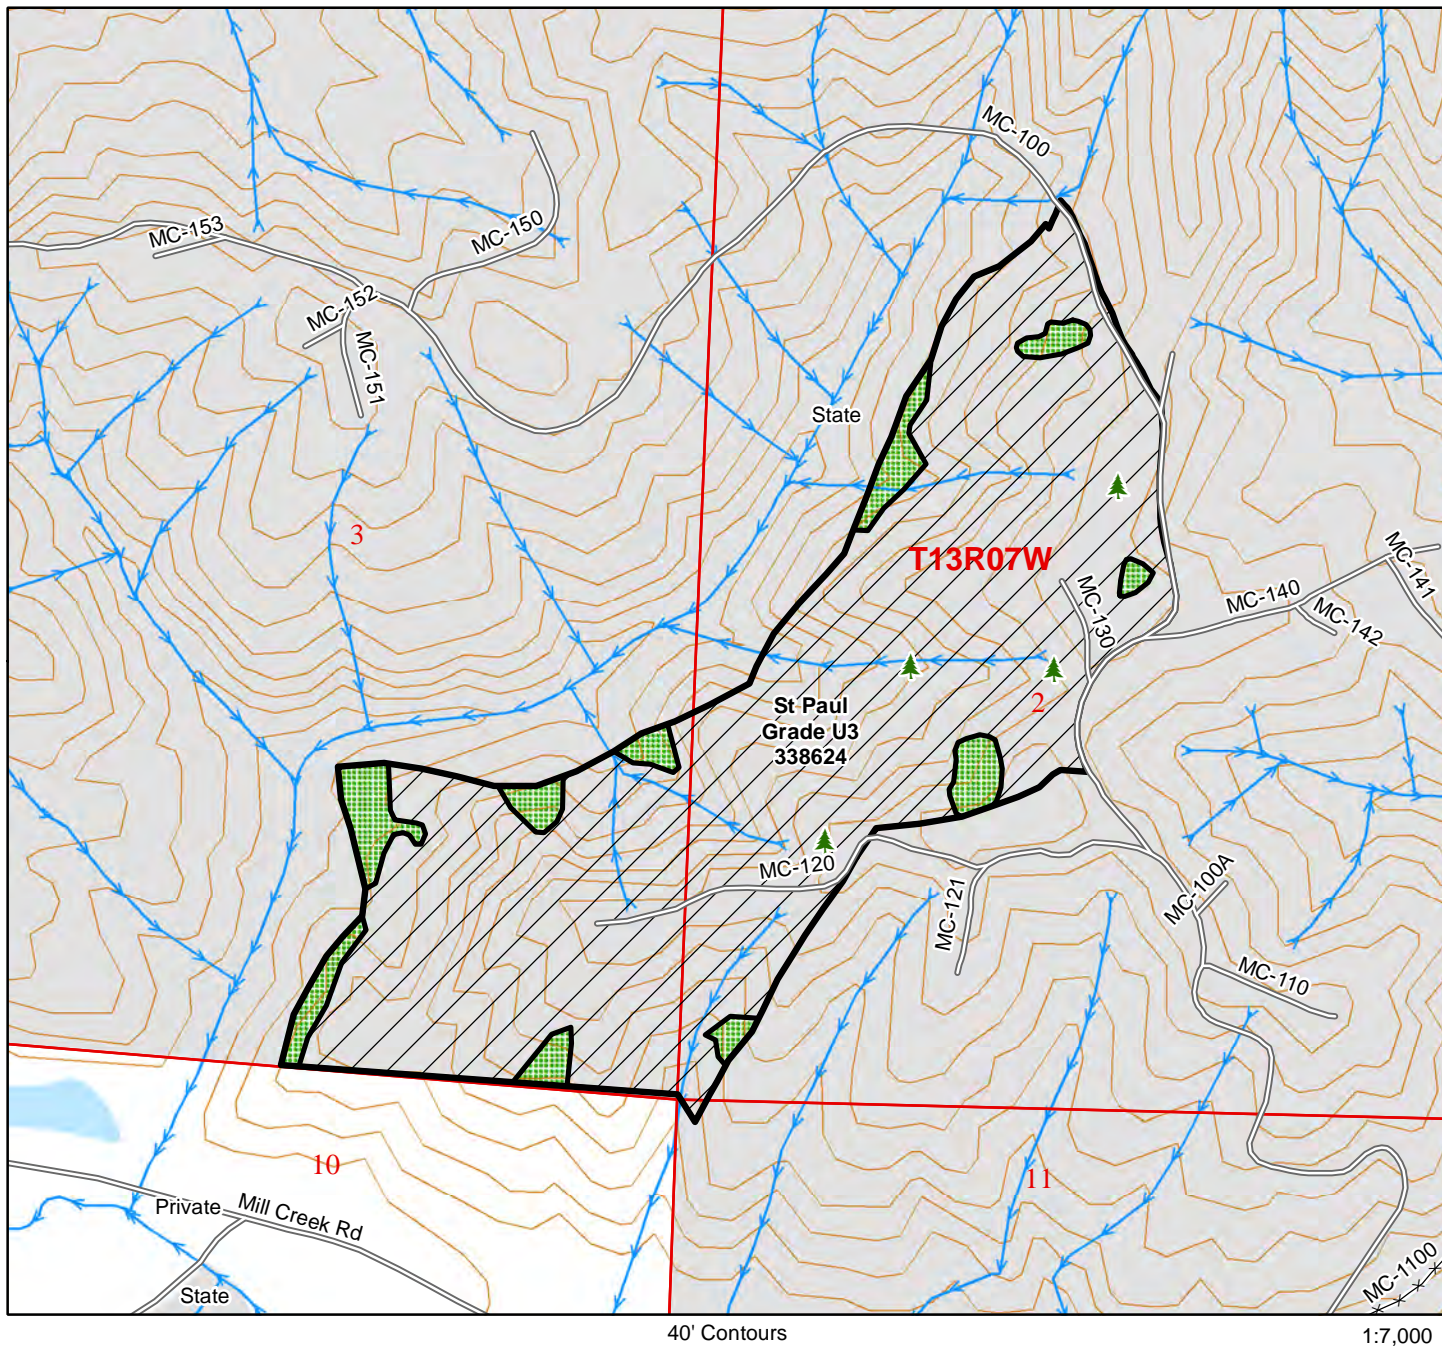 MC-100
MC-153
MC-150
MC-152
MC-151
State
3
T13R07W
MC-141
MC-140
MC-142
MC-130
2
St Paul
Grade U3
338624
MC-120
MC-121
MC-100A
MC-110
10
11
Private
Mill Creek Rd
State
MC-1100
40' Contours
1:7,000